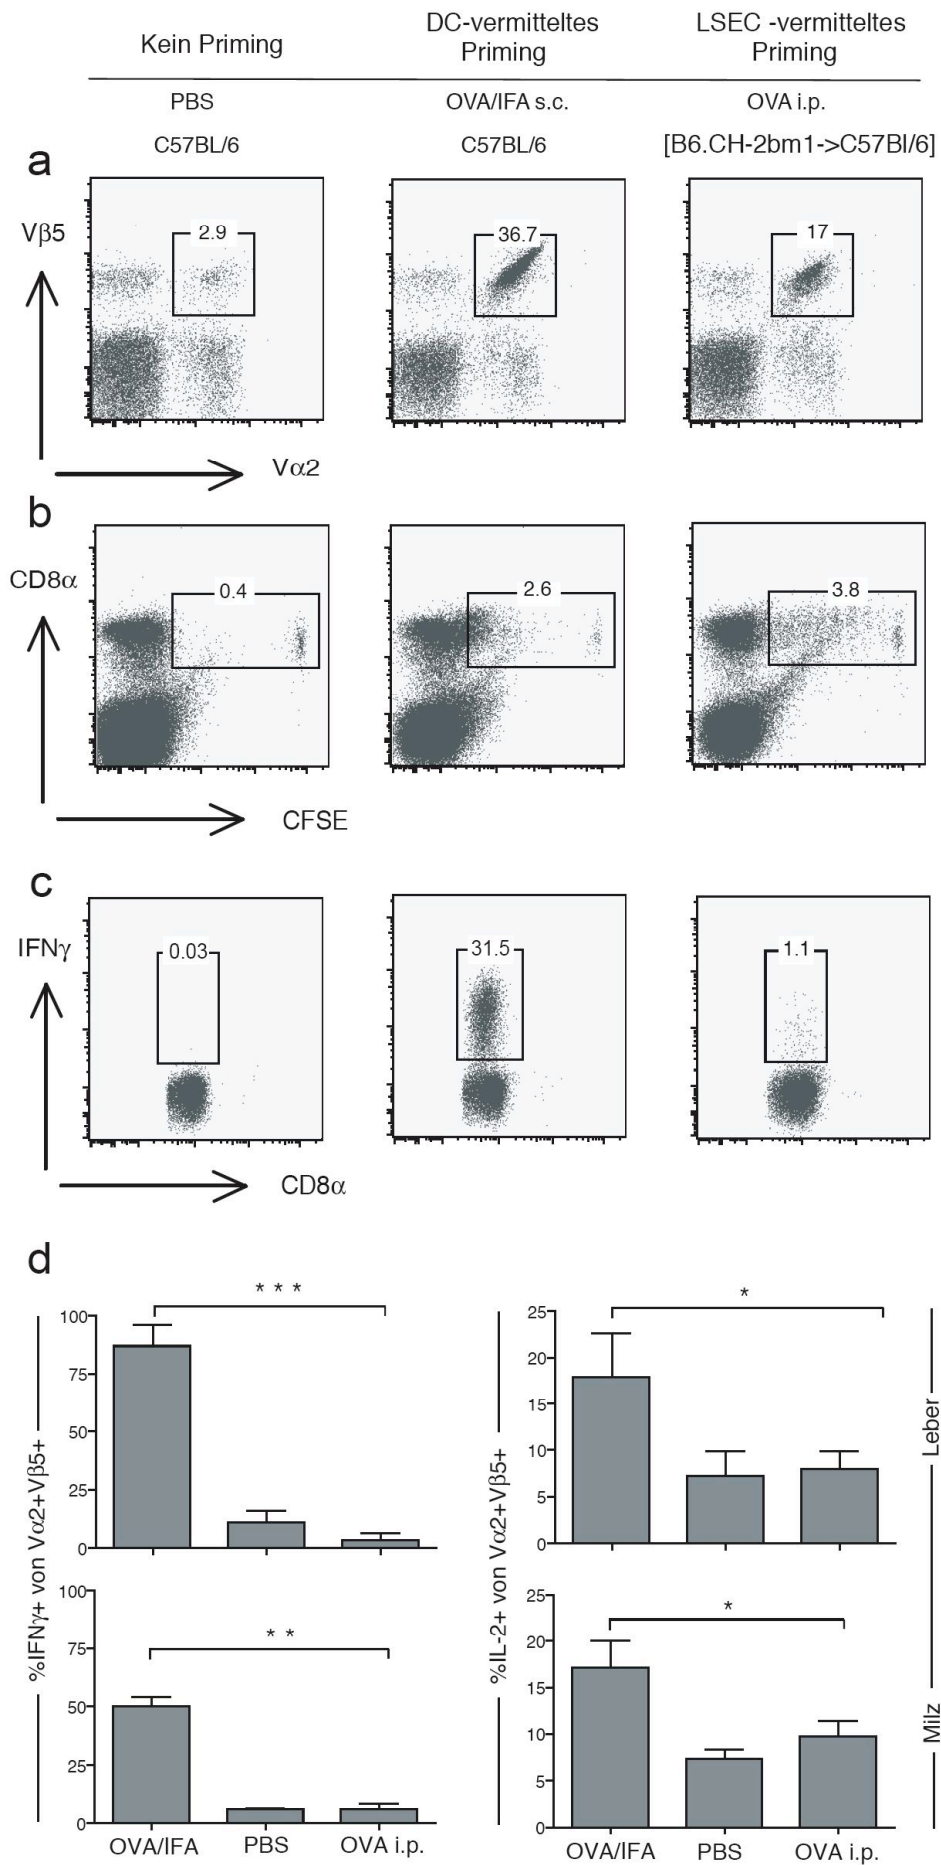 Kein Priming
DC-vermitteltes
Priming
LSEC -vermitteltes
Priming
PBS
OVA/IFA s.c.
OVA i.p.
C57BL/6
C57BL/6
[B6.CH-2bm1->C57Bl/6]
a
Vβ5
2.9
36.7
17
Vα2
b
CD8α
0.4
2.6
3.8
CFSE
c
IFNγ
0.03
31.5
1.1
CD8α
d
%IFNγ+ von Vα2+Vβ5+
* * *
100
75
50
25
0
* *
100
75
50
25
0
OVA/IFA
PBS
OVA i.p.
%IL-2+ von Vα2+Vβ5+
*
25
20
15
10
5
0
Leber
*
25
20
15
10
5
0
Milz
OVA/IFA
PBS
OVA i.p.